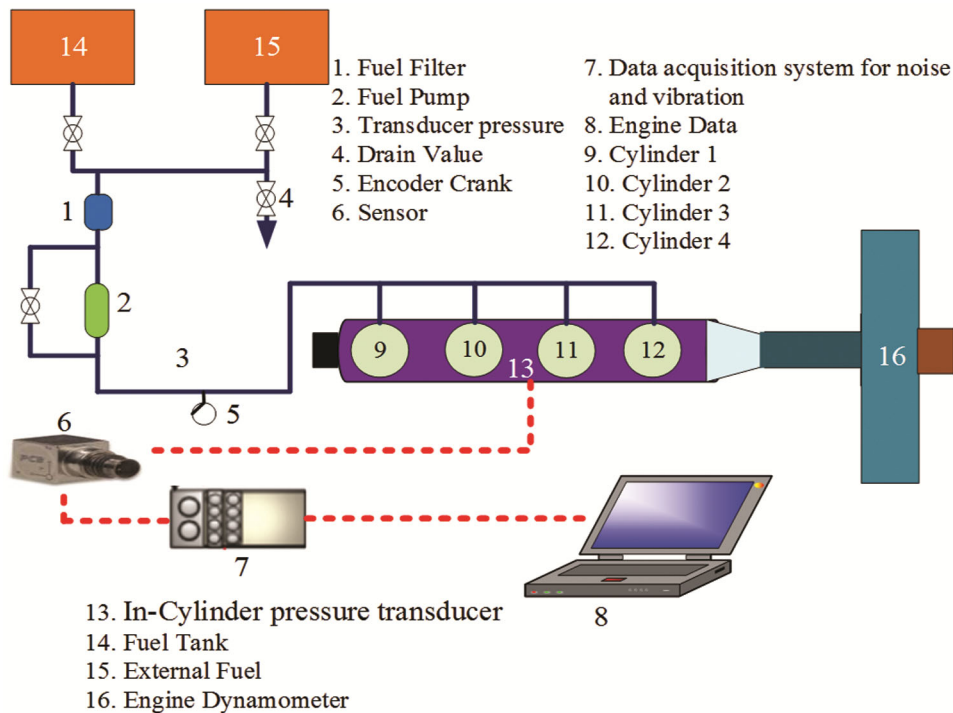 14
15
1. Fuel Filter
2. Fuel Pump
3. Transducer pressure
4. Drain Value
5. Encoder Crank
6. Sensor
7. Data acquisition system for noise
and vibration
8. Engine Data
9. Cylinder 1
10. Cylinder 2
11. Cylinder 3
12. Cylinder 4
1
4
2
3
5
9
10
11
12
13
16
6
PCB
7
8
13. In-Cylinder pressure transducer
14. Fuel Tank
15. External Fuel
16. Engine Dynamometer